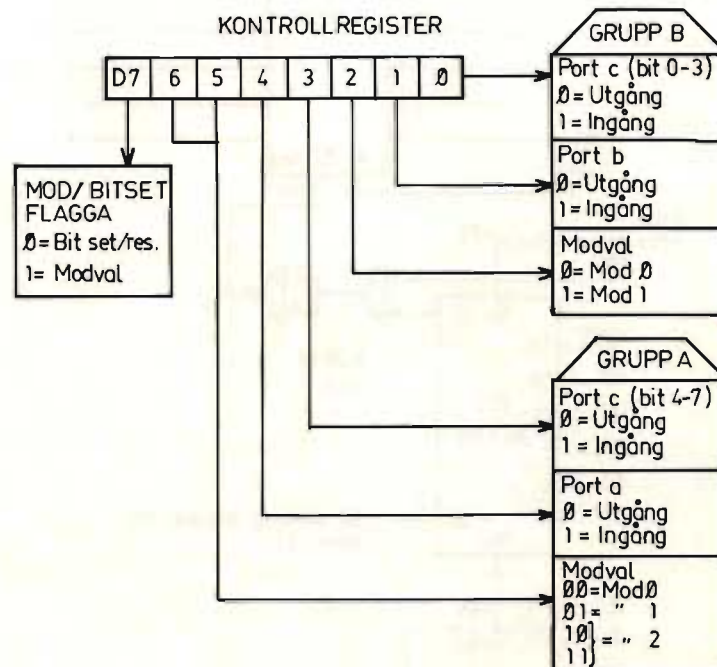 KONTROLLREGISTER
D7 6 5 4 3 2 1 Ø
MOD/BITSET
FLAGGA
Ø= Bit set/res.
1= Modval
GRUPP B
Port c (bit 0-3)
Ø= Utgång
1= Ingång
Port b
Ø=Utgång
1= Ingång
Modval
Ø= Mod Ø
1= Mod 1
GRUPP A
Port c (bit 4-7)
Ø= Utgång
1 = Ingång
Port a
Ø = Utgång
1 = Ingång
Modval
ØØ=ModØ
Ø1= " 1
1Ø
11}= " 2